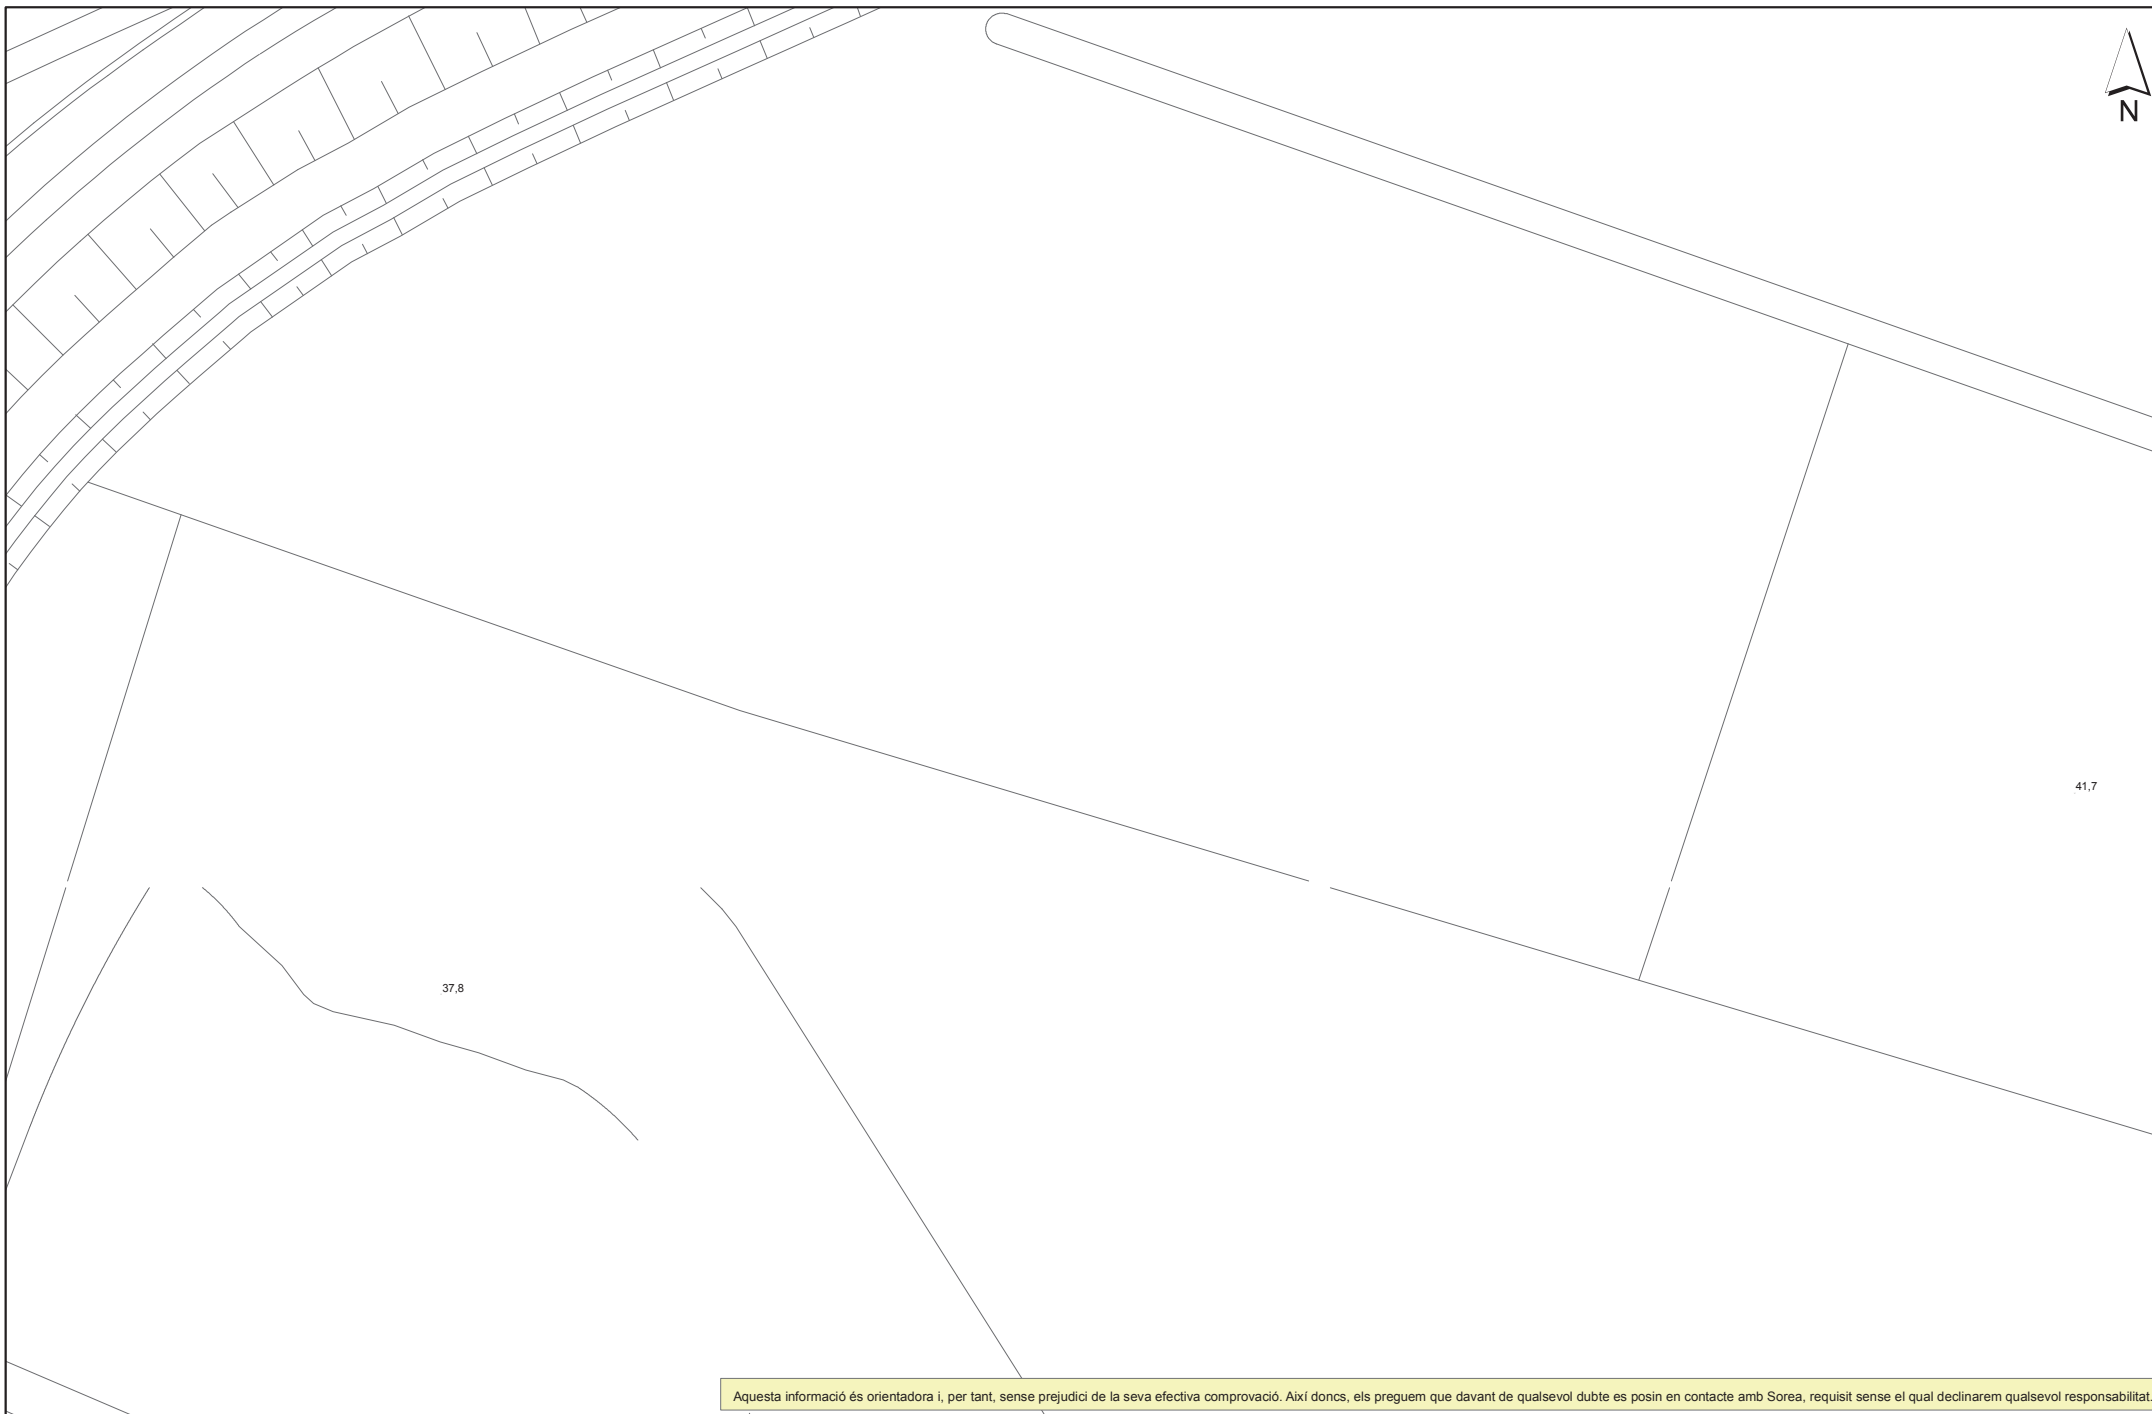 N
41,7
37,8
Aquesta informació és orientadora i, per tant, sense prejudici de la seva efectiva comprovació. Així doncs, els preguem que davant de qualsevol dubte es posin en contacte amb Sorea, requisit sense el qual declinarem qualsevol responsabilitat.